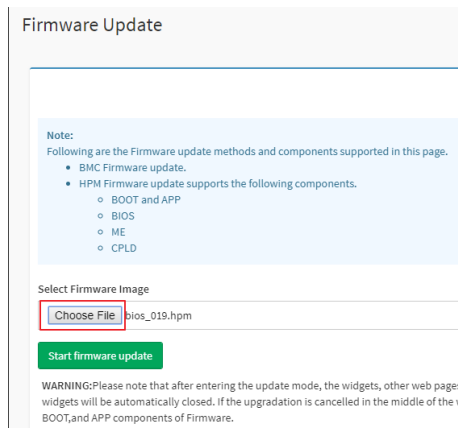 Firmware Update
Note:
Following are the Firmware update methods and components supported in this page.
BMC Firmware update.
HPM Firmware update supports the following components.
BOOT and APP
BIOS
ME
CPLD
Select Firmware Image
Choose File bios_019.hpm
Start firmware update
WARNING:Please note that after entering the update mode, the widgets, other web pages
widgets will be automatically closed. If the upgradation is cancelled in the middle of the
BOOT,and APP components of Firmware.